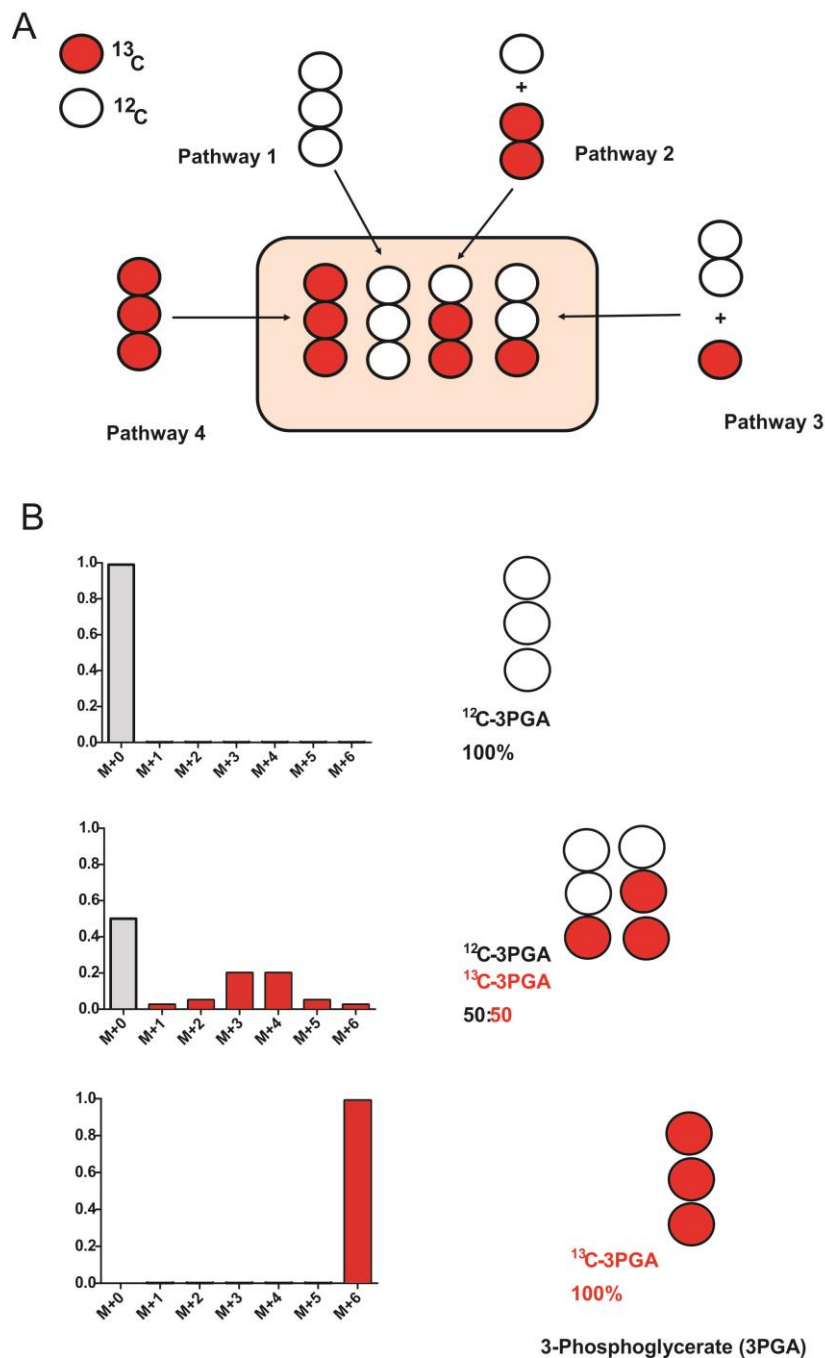 A
13C
12C
Pathway 1
+
Pathway 2
+
Pathway 4
Pathway 3
B
1.0
0.8
0.6
0.4
0.2
0.0
M+0 M+1 M+2 M+3 M+4 M+5 M+6
12C-3PGA
100%
1.0
0.8
0.6
0.4
0.2
0.0
M+0 M+1 M+2 M+3 M+4 M+5 M+6
12C-3PGA
13C-3PGA
50:50
1.0
0.8
0.6
0.4
0.2
0.0
M+0 M+1 M+2 M+3 M+4 M+5 M+6
13C-3PGA
100%
3-Phosphoglycerate (3PGA)